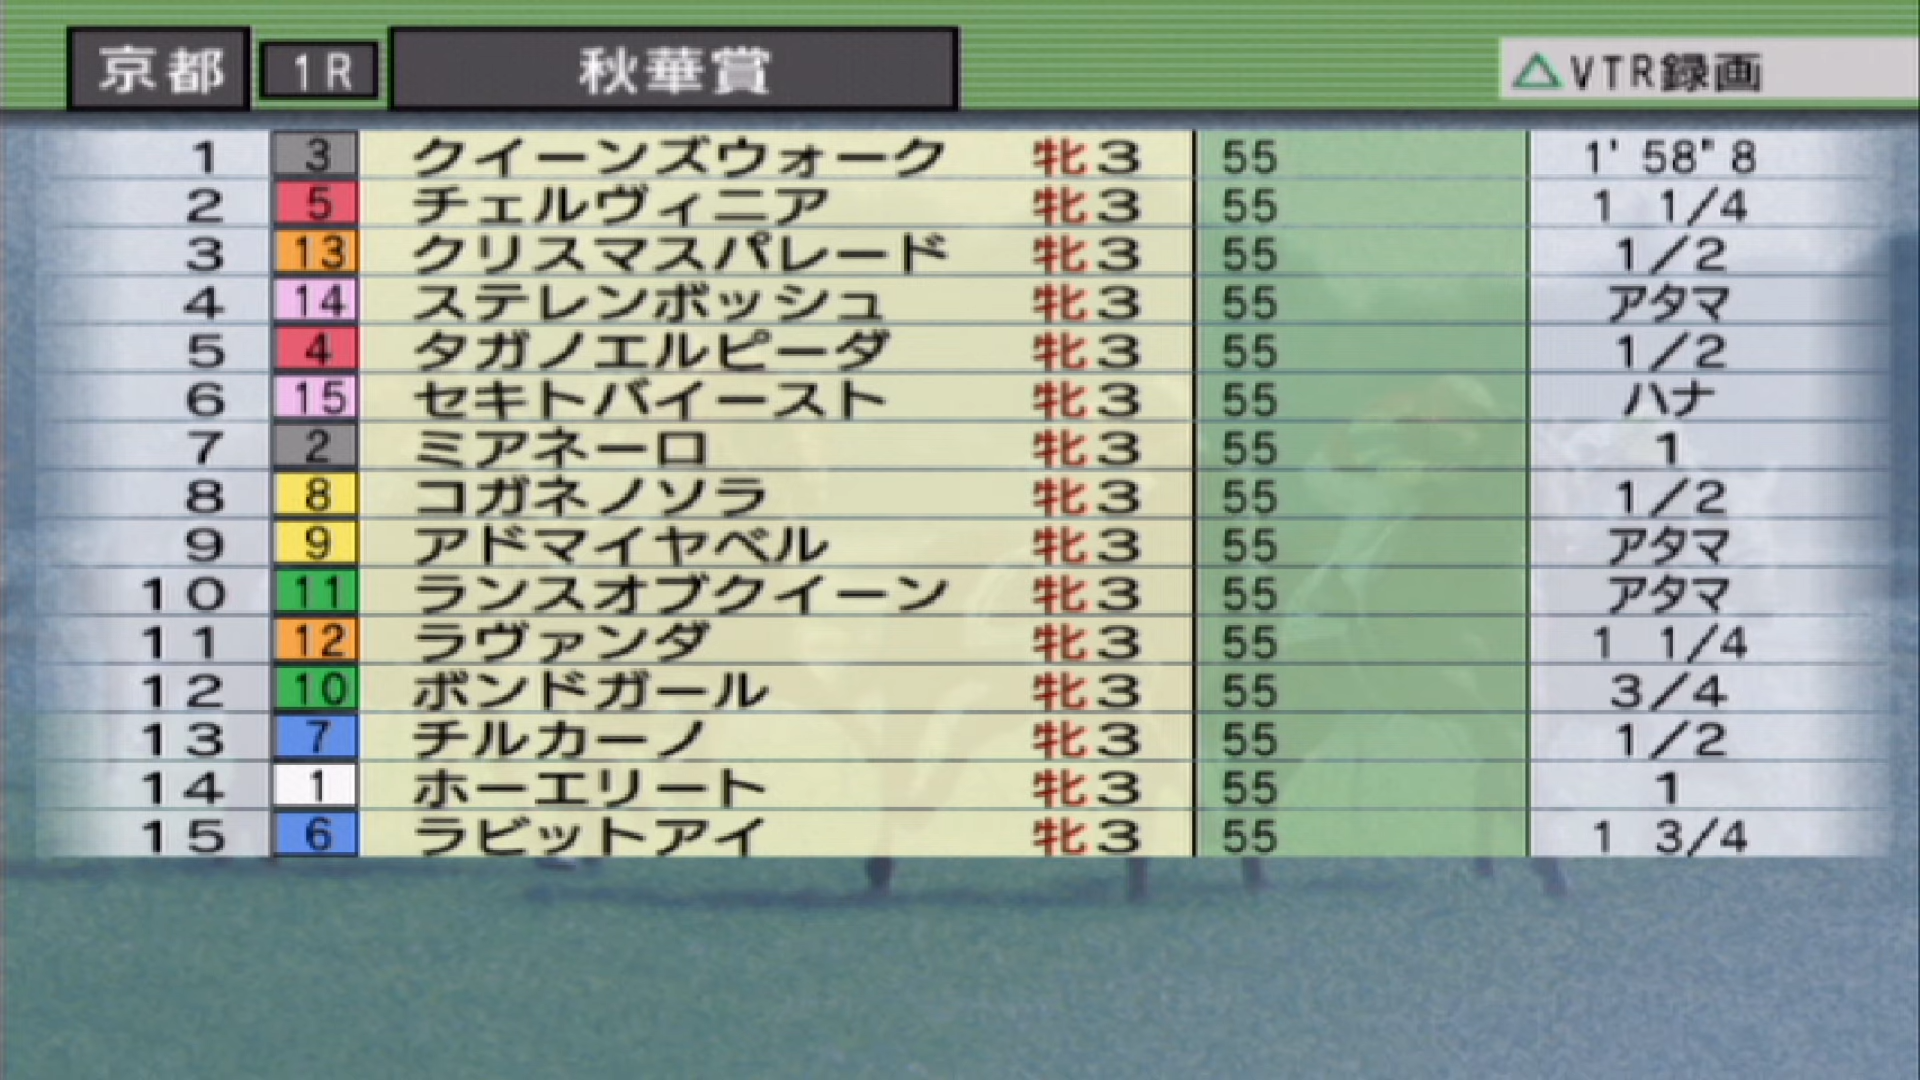 京都 1R 秋華賞 △VTR録画
1 3 クイーンズウォーク 牝3 55 1' 58" 8
2 5 チェルヴィニア 牝3 55 1 1/4
3 13 クリスマスパレード 牝3 55 1/2
4 14 ステレンボッシュ 牝3 55 アタマ
5 4 タガノエルピーダ 牝3 55 1/2
6 15 セキトバイースト 牝3 55 ハナ
7 2 ミアネーロ 牝3 55 1
8 8 コガネノソラ 牝3 55 1/2
9 9 アドマイヤベル 牝3 55 アタマ
10 11 ランスオブクイーン 牝3 55 アタマ
11 12 ラヴァンダ 牝3 55 1 1/4
12 10 ボンドガール 牝3 55 3/4
13 7 チルカーノ 牝3 55 1/2
14 1 ホーエリート 牝3 55 1
15 6 ラビットアイ 牝3 55 1 3/4